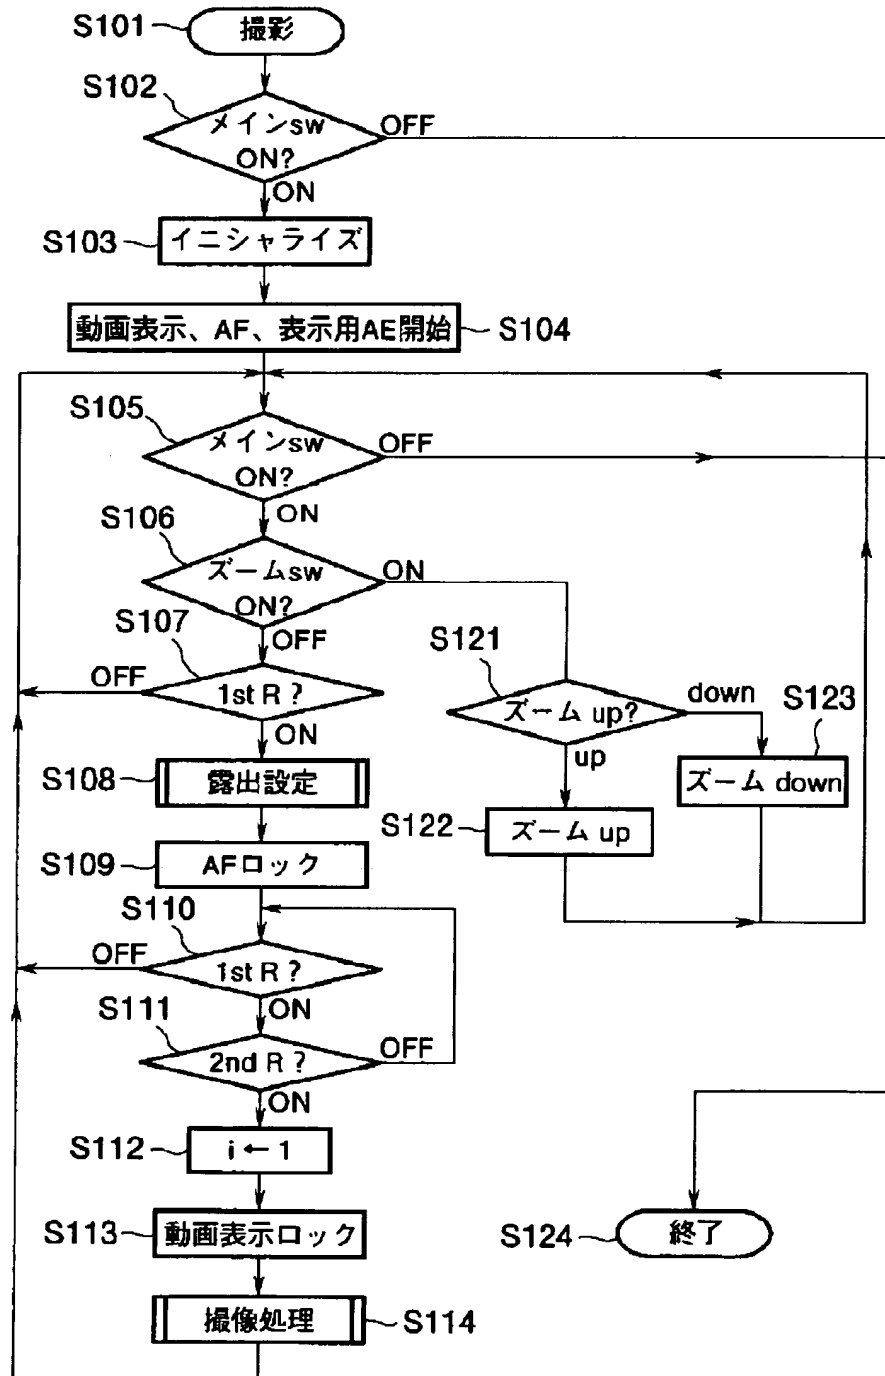 S101
撮影
S102
メインsw
ON?
OFF
ON
S103
イニシャライズ
動画表示、AF、表示用AE開始
S104
S105
メインsw
ON?
OFF
ON
S106
ズームsw
ON?
ON
OFF
S107
1st R ?
OFF
ON
S121
ズーム up?
down
up
S123
ズーム down
S122
ズーム up
S108
露出設定
S109
AFロック
S110
1st R ?
OFF
ON
S111
2nd R ?
OFF
ON
S112
i ← 1
S113
動画表示ロック
S124
終了
撮像処理
S114